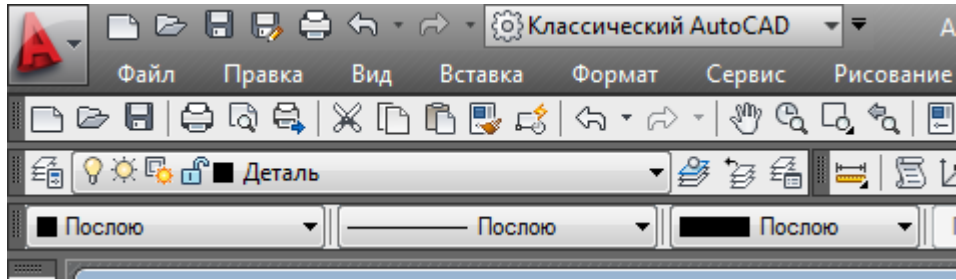 Классический AutoCAD A
Файл Правка Вид Вставка Формат Сервис Рисование
Деталь
Послою Послою Послою